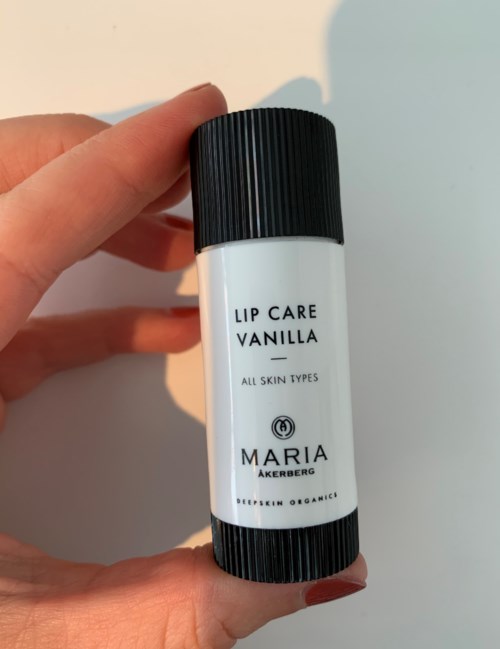 LIP CARE
VANILLA
ALL SKIN TYPES
MARIA
ÅKERBERG
DEEPSKIN ORGANICS